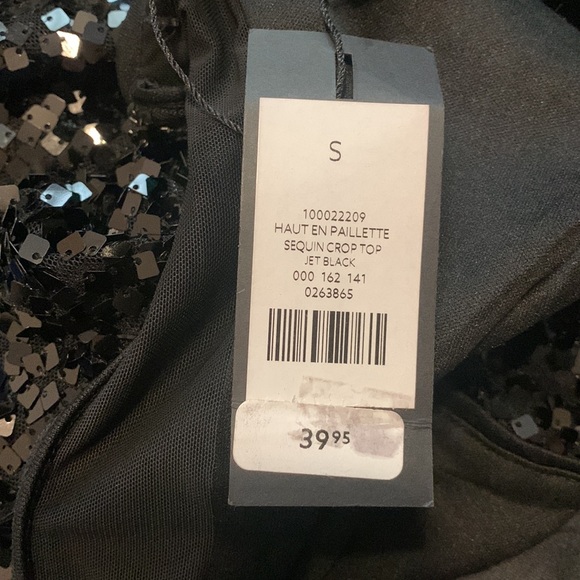 S
100022209
HAUT EN PAILLETTE
SEQUIN CROP TOP
JET BLACK
000 162 141
0263865
39.95